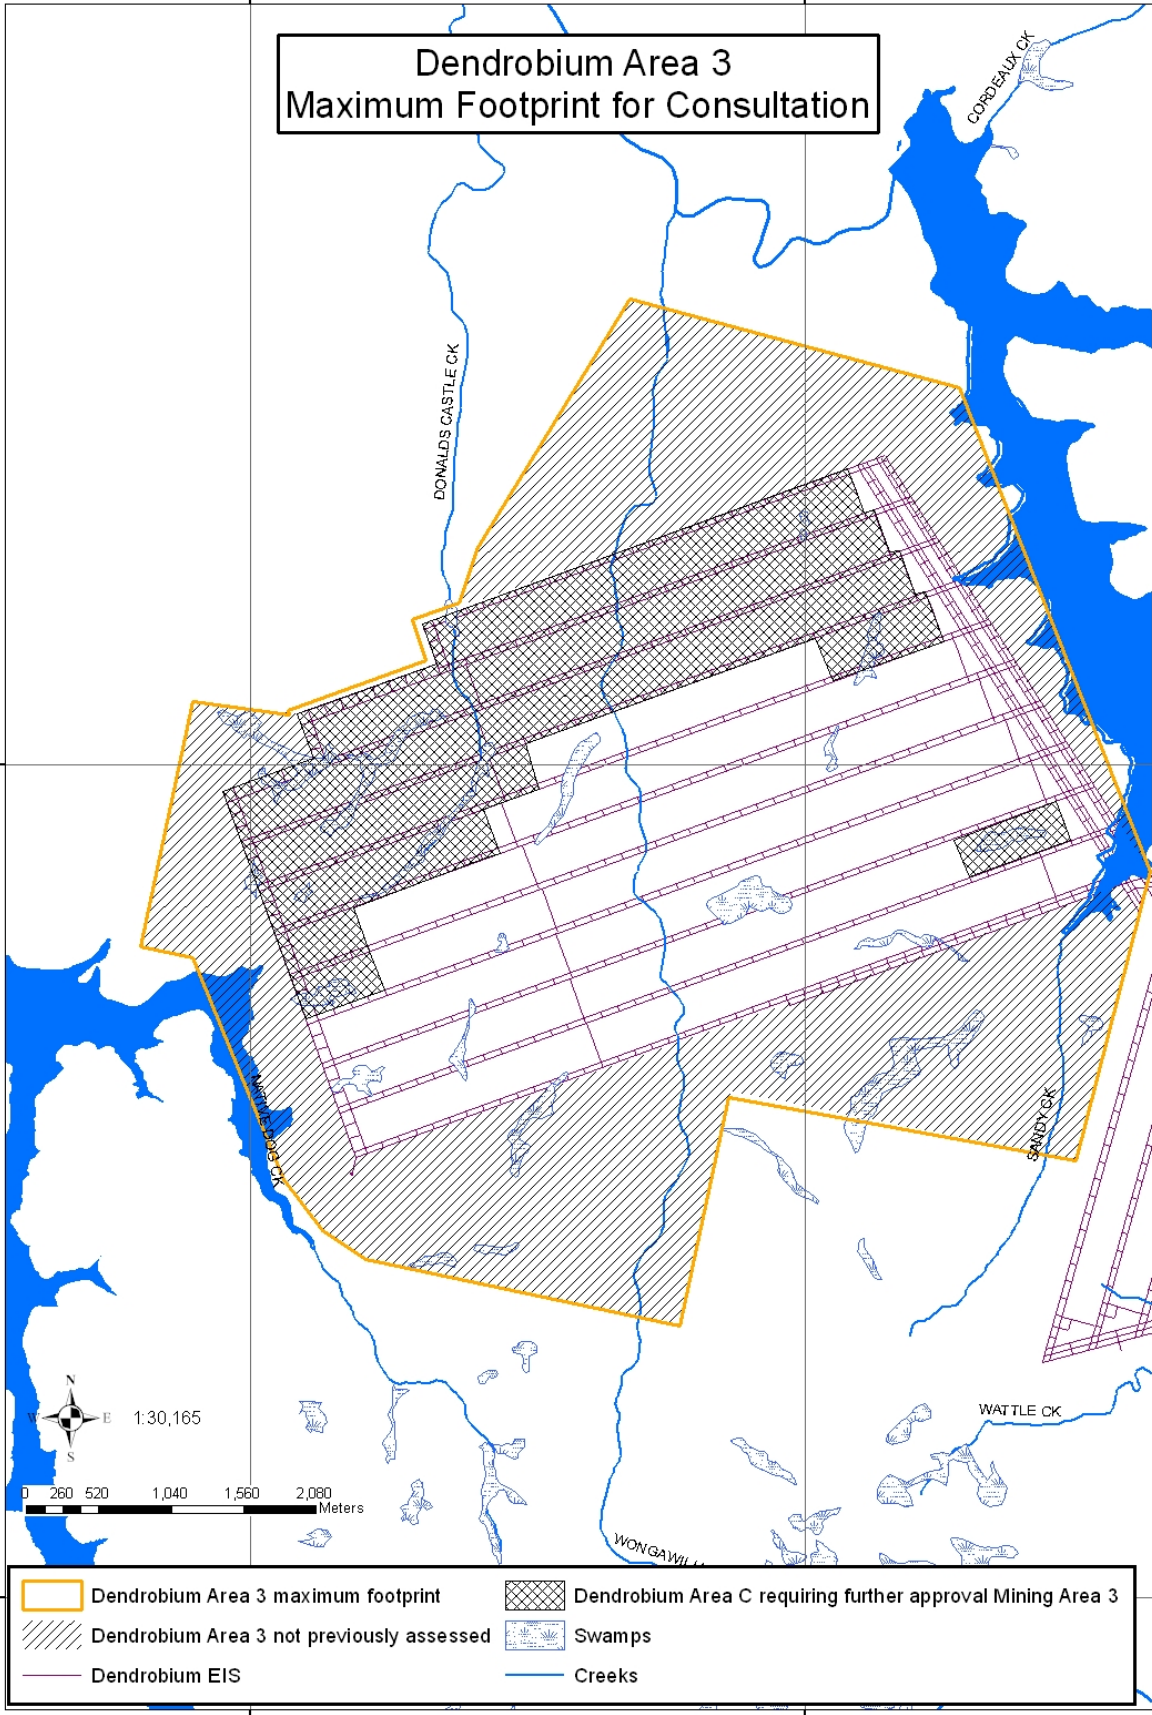 Dendrobium Area 3
Maximum Footprint for Consultation
CORDEAUX CK
DONALDS CASTLE CK
NATIVE DOG CK
SANDY CK
N
W
E
S
1:30,165
WATTLE CK
0 260 520 1,040 1,560 2,080
Meters
Dendrobium Area 3 maximum footprint
Dendrobium Area C requiring further approval Mining Area 3
Dendrobium Area 3 not previously assessed
Swamps
Dendrobium EIS
Creeks